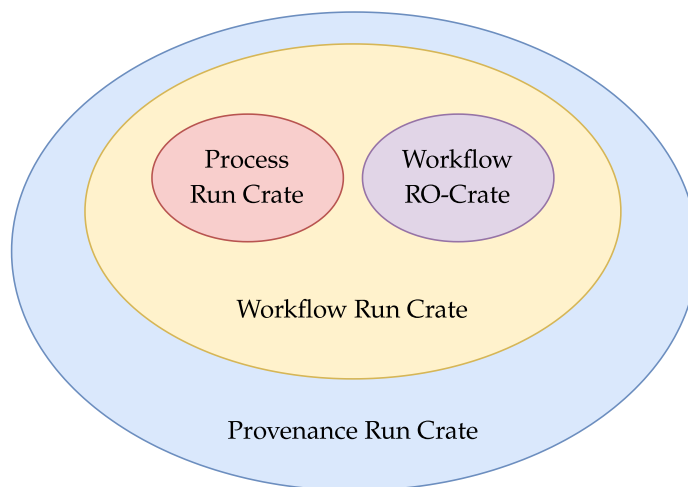 Process
Run Crate
Workflow
RO-Crate
Workflow Run Crate
Provenance Run Crate